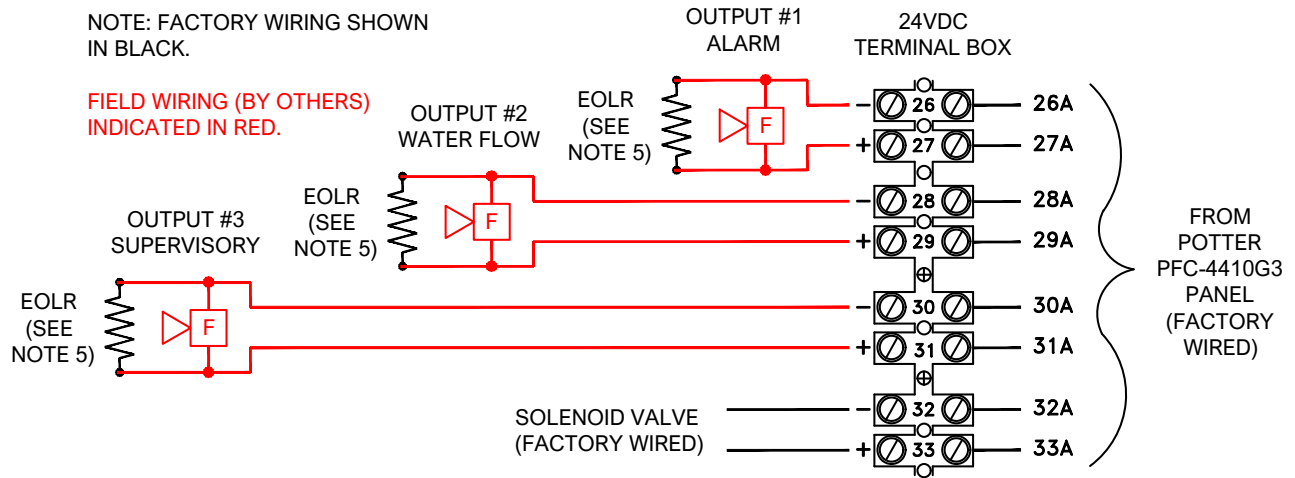 NOTE: FACTORY WIRING SHOWN
IN BLACK.
FIELD WIRING (BY OTHERS)
INDICATED IN RED.
OUTPUT #1
ALARM
24VDC
TERMINAL BOX
EOLR
(SEE
NOTE 5)
F
- 26 26A
+ 27 27A
OUTPUT #2
WATER FLOW
EOLR
(SEE
NOTE 5)
F
- 28 28A
+ 29 29A
OUTPUT #3
SUPERVISORY
EOLR
(SEE
NOTE 5)
F
- 30 30A
+ 31 31A
SOLENOID VALVE
(FACTORY WIRED)
- 32 32A
+ 33 33A
FROM
POTTER
PFC-4410G3
PANEL
(FACTORY
WIRED)